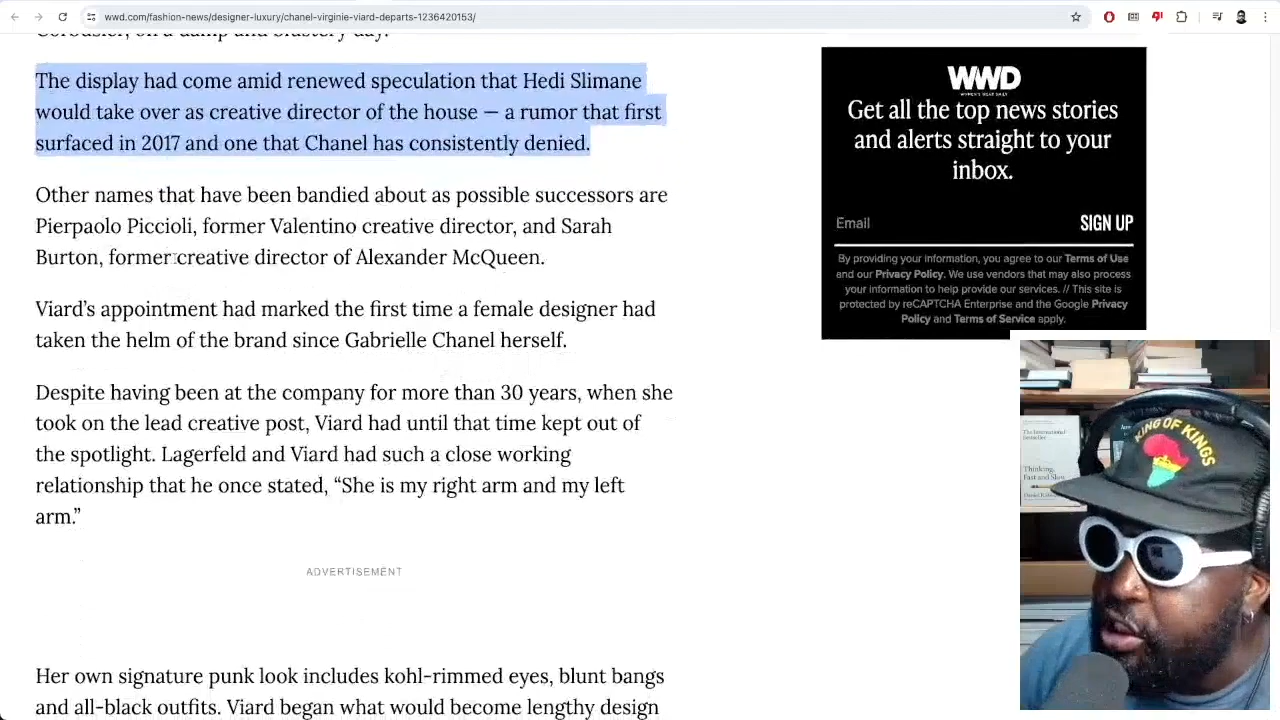 wwd.com/fashion-news/designer-luxury/chanel-virginie-viard-departs-1236420153/
The display had come amid renewed speculation that Hedi Slimane
would take over as creative director of the house — a rumor that first
surfaced in 2017 and one that Chanel has consistently denied.
Other names that have been bandied about as possible successors are
Pierpaolo Piccioli, former Valentino creative director, and Sarah
Burton, former creative director of Alexander McQueen.
Viard’s appointment had marked the first time a female designer had
taken the helm of the brand since Gabrielle Chanel herself.
Despite having been at the company for more than 30 years, when she
took on the lead creative post, Viard had until that time kept out of
the spotlight. Lagerfeld and Viard had such a close working
relationship that he once stated, “She is my right arm and my left
arm.”
ADVERTISEMENT
Her own signature punk look includes kohl-rimmed eyes, blunt bangs
and all-black outfits. Viard began what would become lengthy design
WWD
WOMEN'S WEAR DAILY
Get all the top news stories
and alerts straight to your
inbox.
Email
SIGN UP
By providing your information, you agree to our Terms of Use
and our Privacy Policy. We use vendors that may also process
your information to help provide our services. // This site is
protected by reCAPTCHA Enterprise and the Google Privacy
Policy and Terms of Service apply.
The International
Bestseller
Thinking,
Fast and Slow
KING OF KINGS